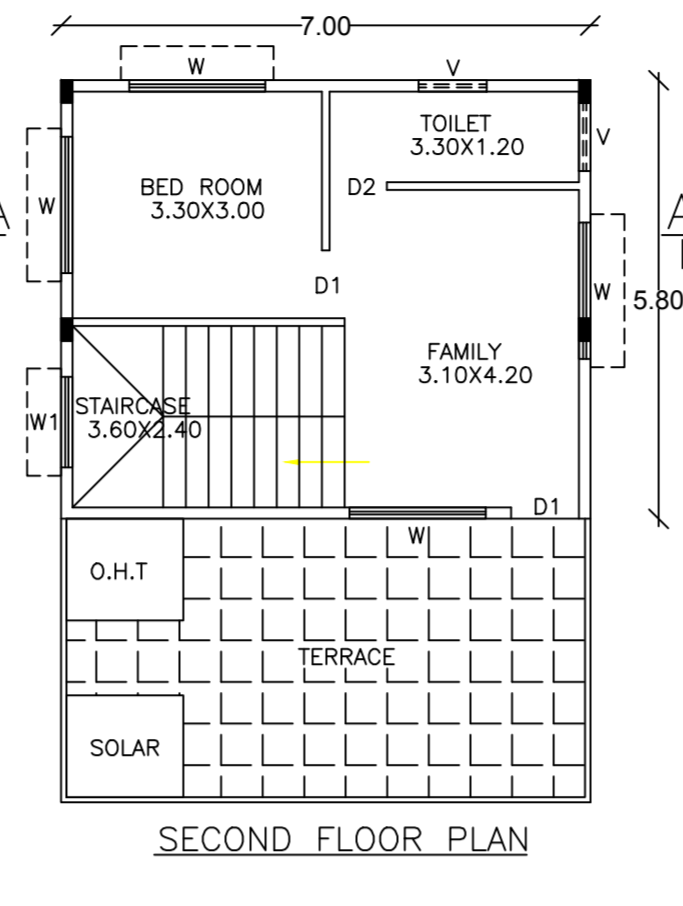 7.00
W
V
TOILET
3.30X1.20
V
A
W
BED ROOM
3.30X3.00
D2
A
D1
W
5.80
FAMILY
3.10X4.20
W1
STAIRCASE
3.60X2.40
D1
W
O.H.T
TERRACE
SOLAR
SECOND FLOOR PLAN